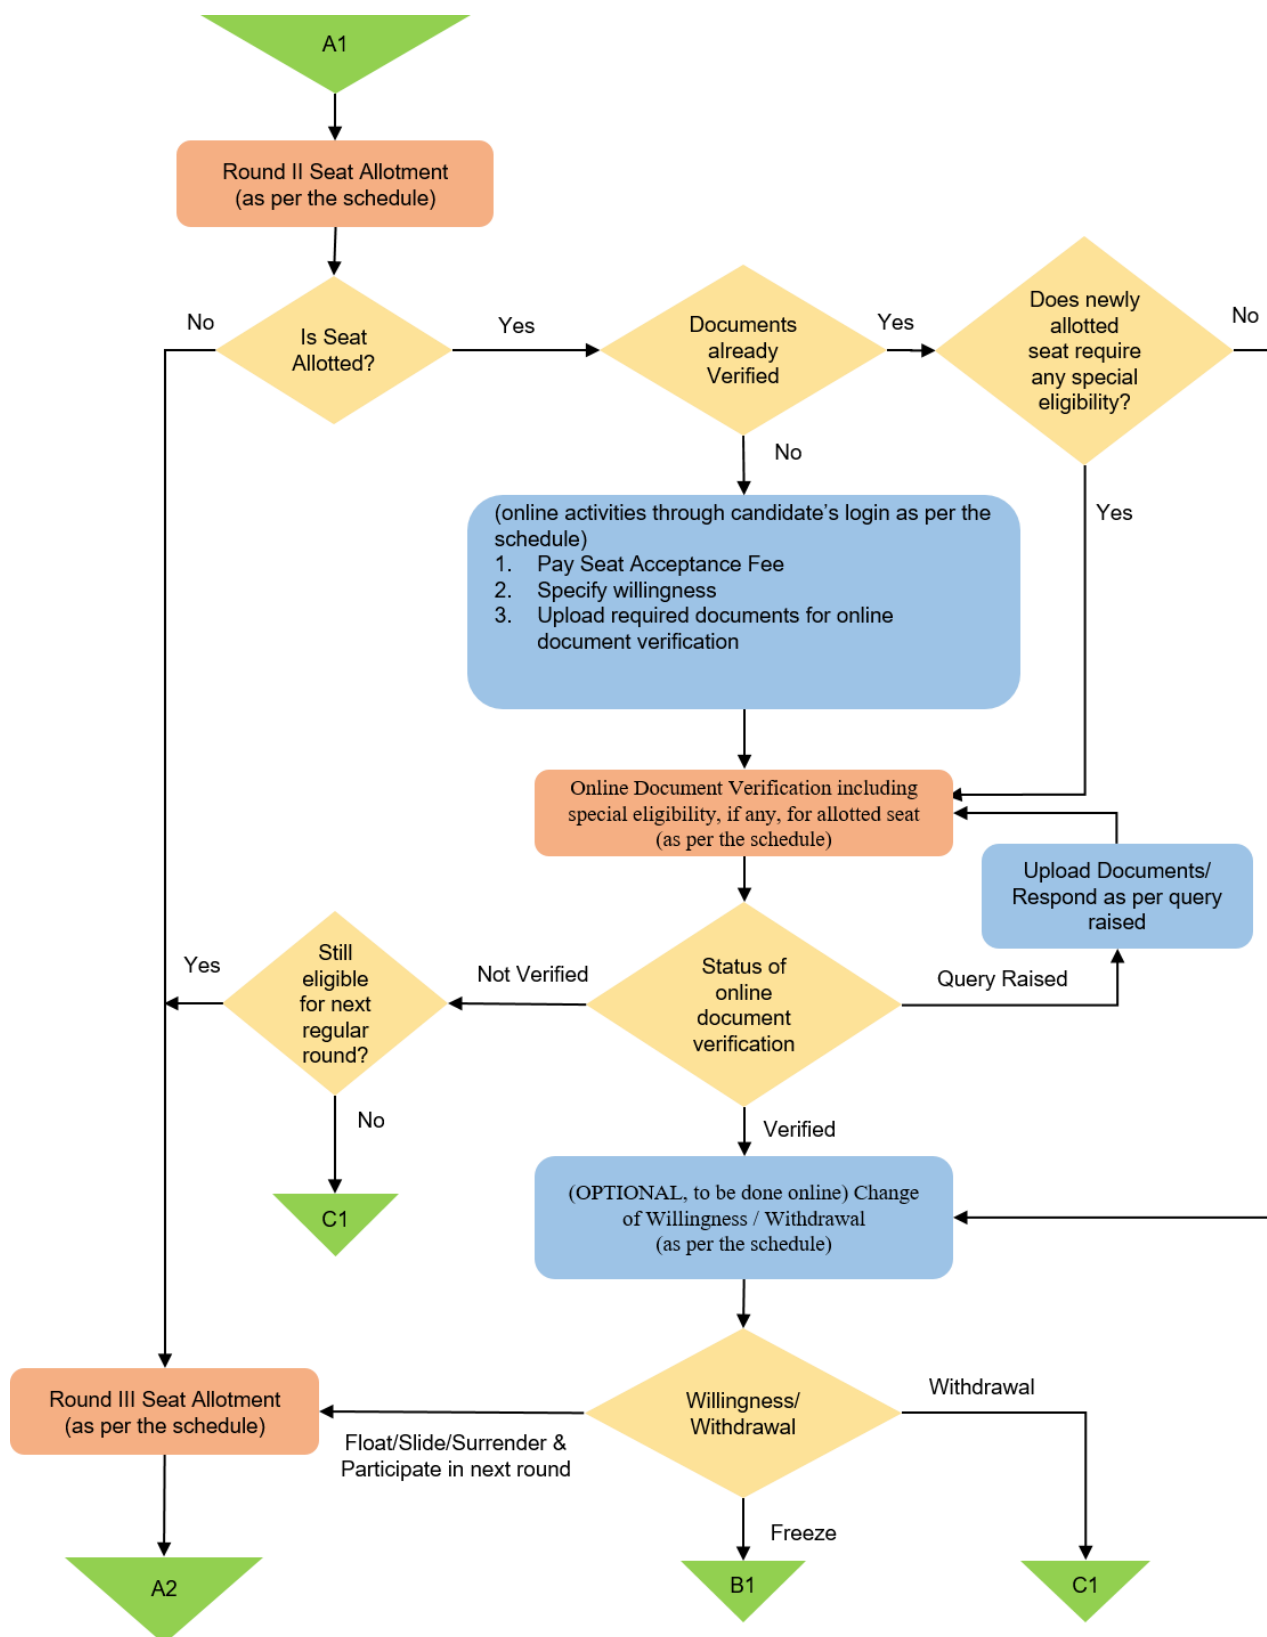 A1
Round II Seat Allotment
(as per the schedule)
No
Is Seat
Allotted?
Yes
Documents
already
Verified
Yes
Does newly
allotted
seat require
any special
eligibility?
No
No
Yes
(online activities through candidate's login as per the
schedule)
1. Pay Seat Acceptance Fee
2. Specify willingness
3. Upload required documents for online
document verification
Online Document Verification including
special eligibility, if any, for allotted seat
(as per the schedule)
Upload Documents/
Respond as per query
raised
Yes
Still
eligible
for next
regular
round?
Not Verified
Status of
online
document
verification
Query Raised
No
Verified
C1
(OPTIONAL, to be done online) Change
of Willingness / Withdrawal
(as per the schedule)
Round III Seat Allotment
(as per the schedule)
Float/Slide/Surrender &
Participate in next round
Willingness/
Withdrawal
Withdrawal
Freeze
A2
B1
C1